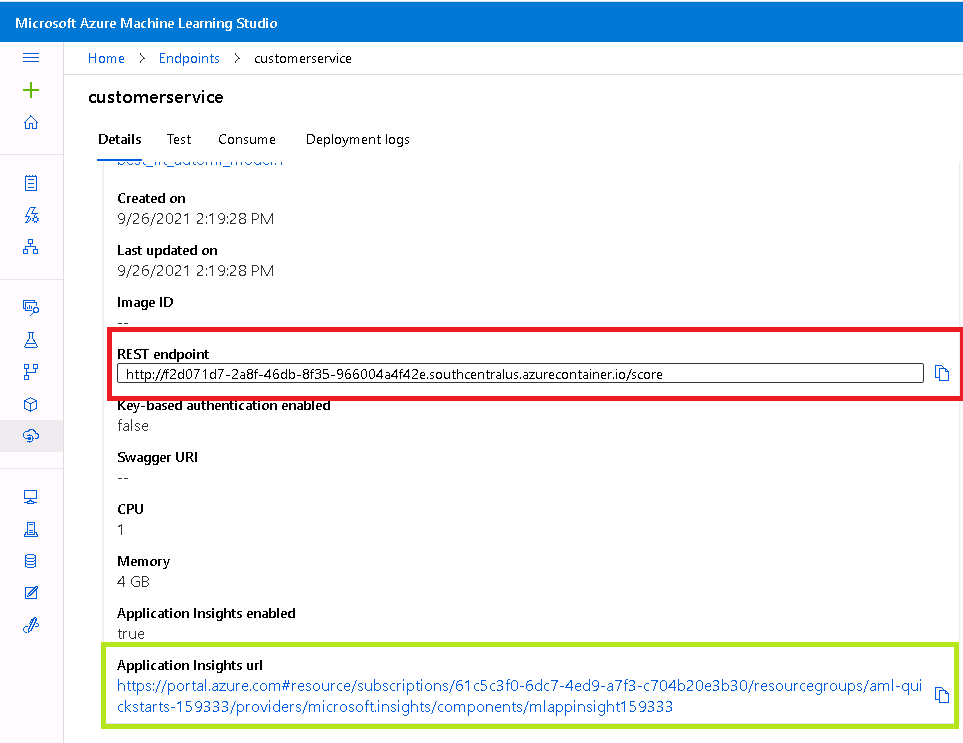 Microsoft Azure Machine Learning Studio
Home > Endpoints > customerservice
customerservice
Details Test Consume Deployment logs
Created on
9/26/2021 2:19:28 PM
Last updated on
9/26/2021 2:19:28 PM
Image ID
--
REST endpoint
http://f2d071d7-2a8f-46db-8f35-966004a4f42e.southcentralus.azurecontainer.io/score
Key-based authentication enabled
false
Swagger URI
--
CPU
1
Memory
4 GB
Application Insights enabled
true
Application Insights url
https://portal.azure.com#resource/subscriptions/61c5c3f0-6dc7-4ed9-a7f3-c704b20e3b30/resourcegroups/aml-qui
ckstarts-159333/providers/microsoft.insights/components/mlappinsight159333